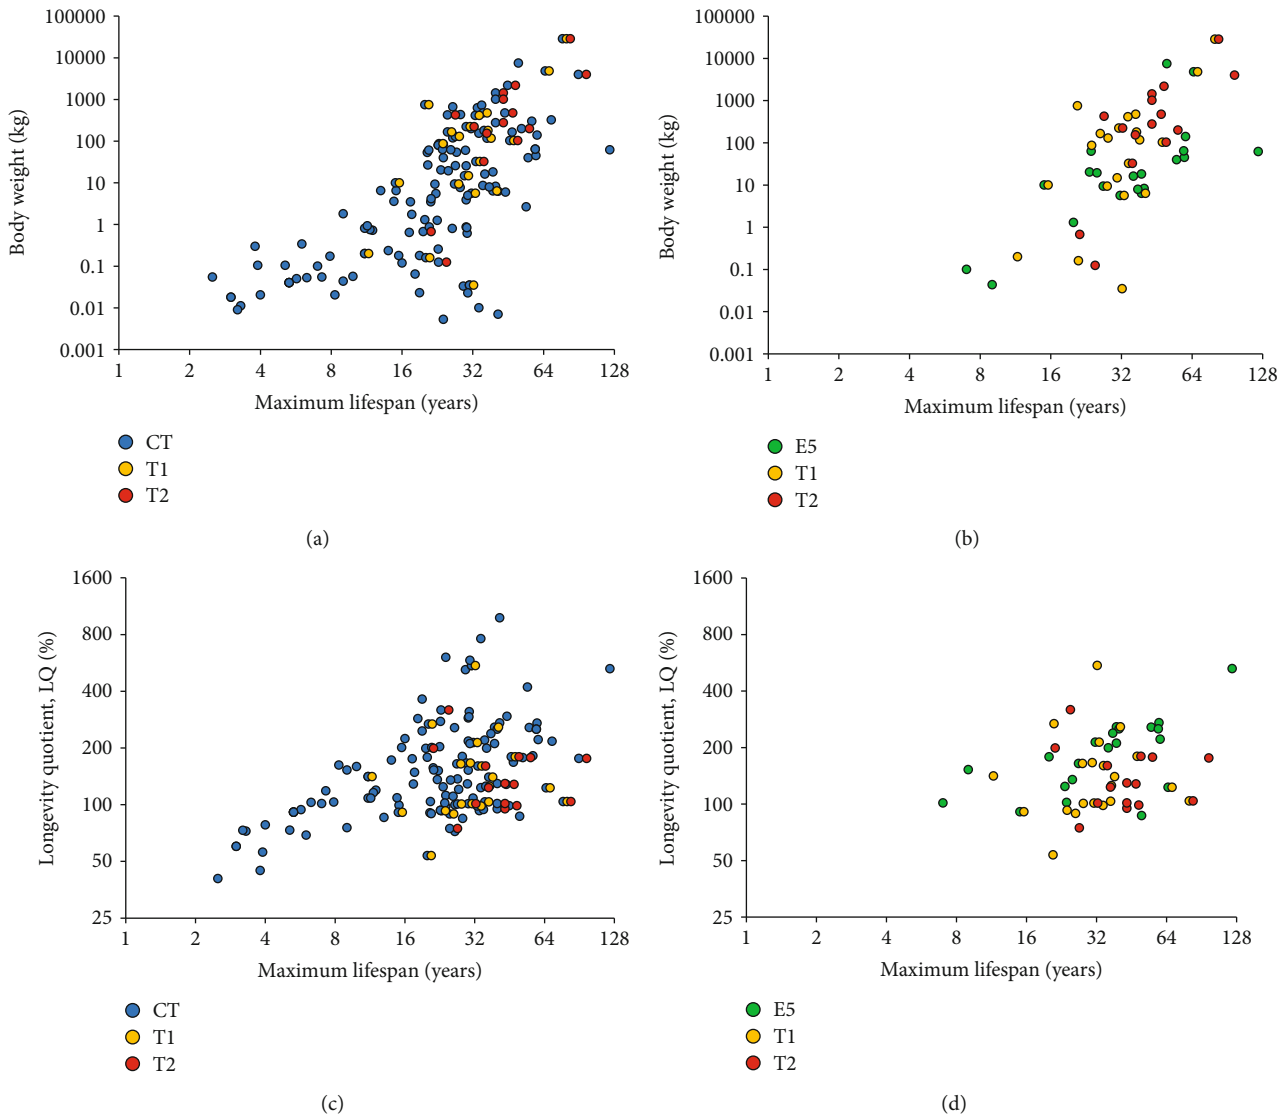 100000
10000
1000
100
10
1
0.1
0.01
0.001
Body weight (kg)
1 2 4 8 16 32 64 128
Maximum lifespan (years)
CT
T1
T2
(a)
100000
10000
1000
100
10
1
0.1
0.01
0.001
Body weight (kg)
1 2 4 8 16 32 64 128
Maximum lifespan (years)
E5
T1
T2
(b)
1600
800
400
200
100
50
25
Longevity quotient, LQ (%)
1 2 4 8 16 32 64 128
Maximum lifespan (years)
CT
T1
T2
(c)
1600
800
400
200
100
50
25
Longevity quotient, LQ (%)
1 2 4 8 16 32 64 128
Maximum lifespan (years)
E5
T1
T2
(d)